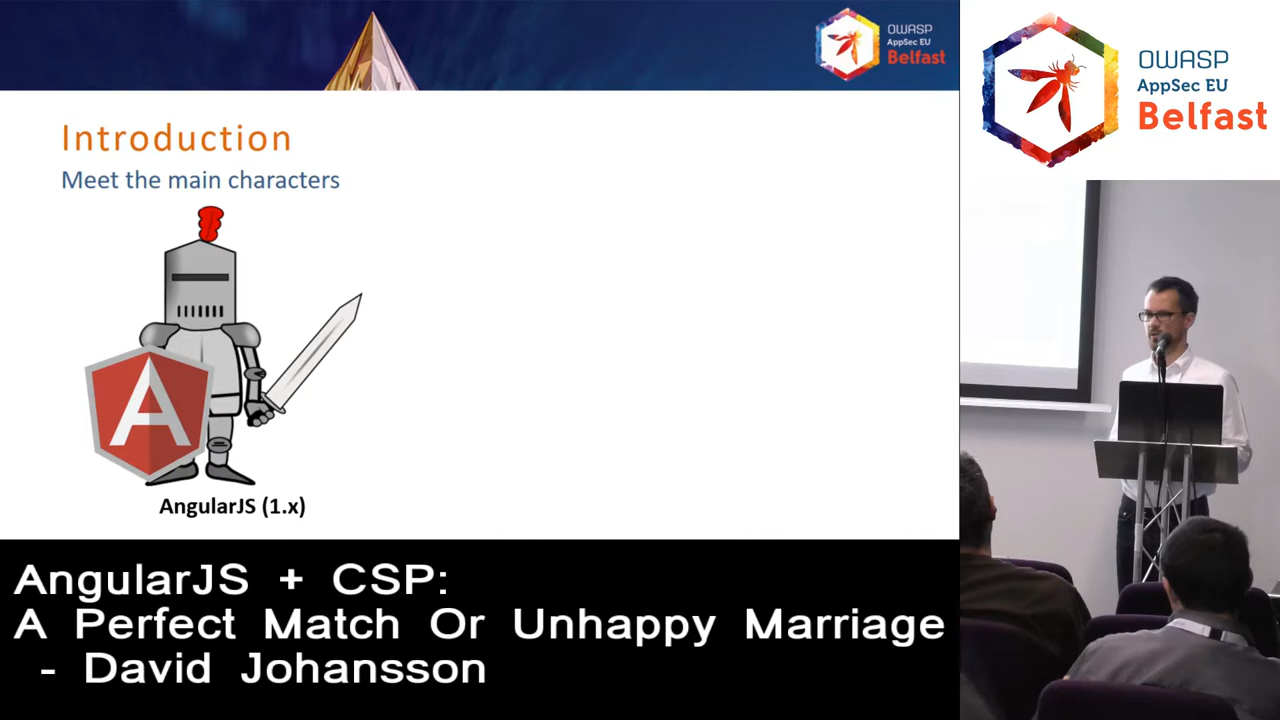 OWASP
AppSec EU
Belfast
OWASP
AppSec EU
Belfast
Introduction
Meet the main characters
A
AngularJS (1.x)
AngularJS + CSP:
A Perfect Match Or Unhappy Marriage
- David Johansson